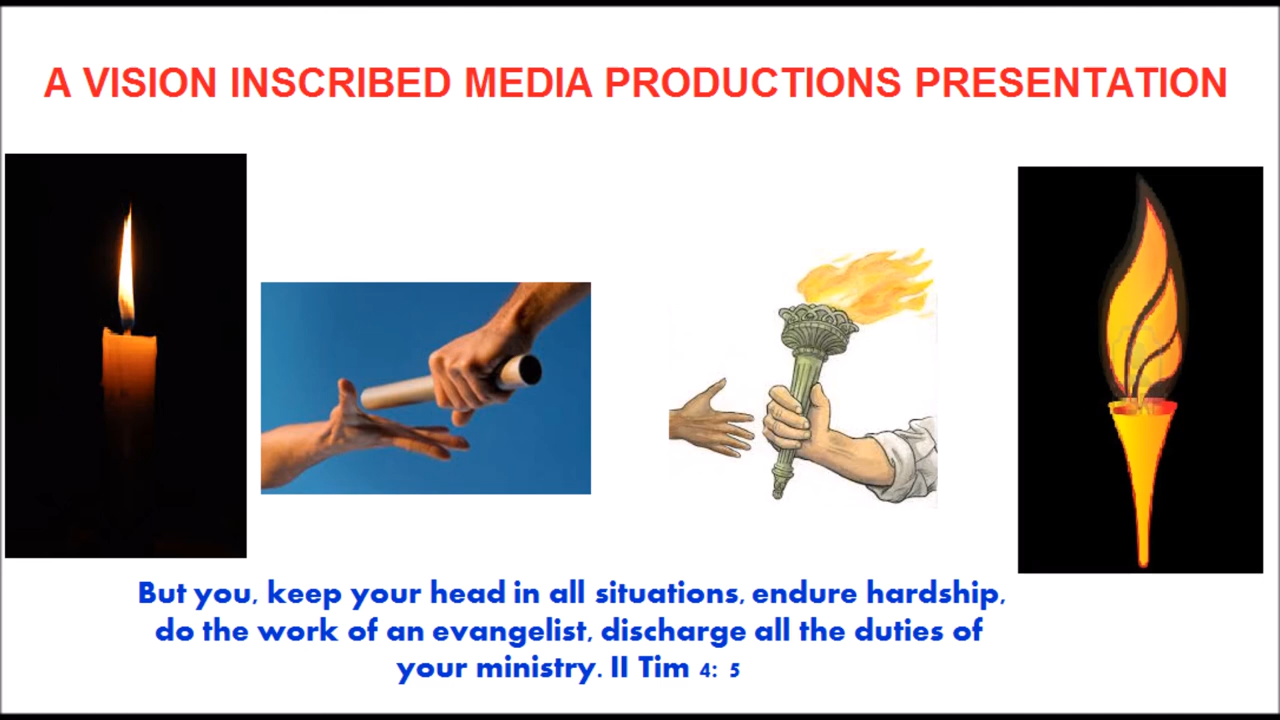 A VISION INSCRIBED MEDIA PRODUCTIONS PRESENTATION
But you, keep your head in all situations, endure hardship,
do the work of an evangelist, discharge all the duties of
your ministry. II Tim 4: 5